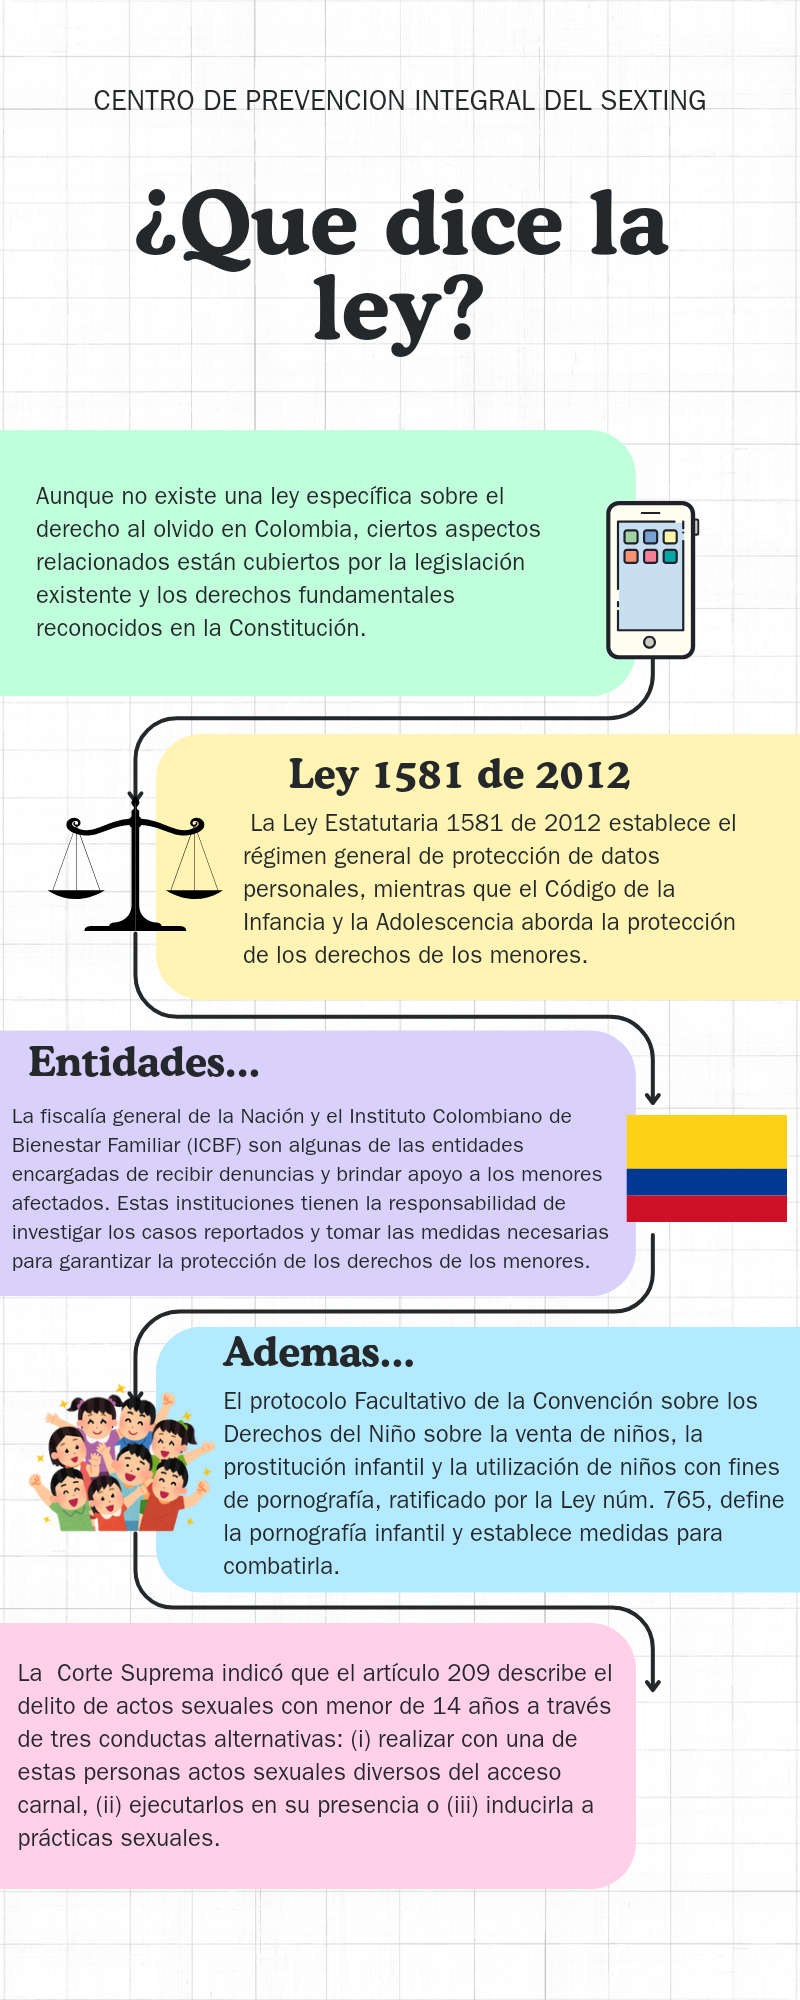 CENTRO DE PREVENCION INTEGRAL DEL SEXTING
¿Que dice la
ley?
Aunque no existe una ley específica sobre el
derecho al olvido en Colombia, ciertos aspectos
relacionados están cubiertos por la legislación
existente y los derechos fundamentales
reconocidos en la Constitución.
Ley 1581 de 2012
La Ley Estatutaria 1581 de 2012 establece el
régimen general de protección de datos
personales, mientras que el Código de la
Infancia y la Adolescencia aborda la protección
de los derechos de los menores.
Entidades...
La fiscalía general de la Nación y el Instituto Colombiano de
Bienestar Familiar (ICBF) son algunas de las entidades
encargadas de recibir denuncias y brindar apoyo a los menores
afectados. Estas instituciones tienen la responsabilidad de
investigar los casos reportados y tomar las medidas necesarias
para garantizar la protección de los derechos de los menores.
Ademas...
El protocolo Facultativo de la Convención sobre los
Derechos del Niño sobre la venta de niños, la
prostitución infantil y la utilización de niños con fines
de pornografía, ratificado por la Ley núm. 765, define
la pornografía infantil y establece medidas para
combatirla.
La  Corte Suprema indicó que el artículo 209 describe el
delito de actos sexuales con menor de 14 años a través
de tres conductas alternativas: (i) realizar con una de
estas personas actos sexuales diversos del acceso
carnal, (ii) ejecutarlos en su presencia o (iii) inducirla a
prácticas sexuales.